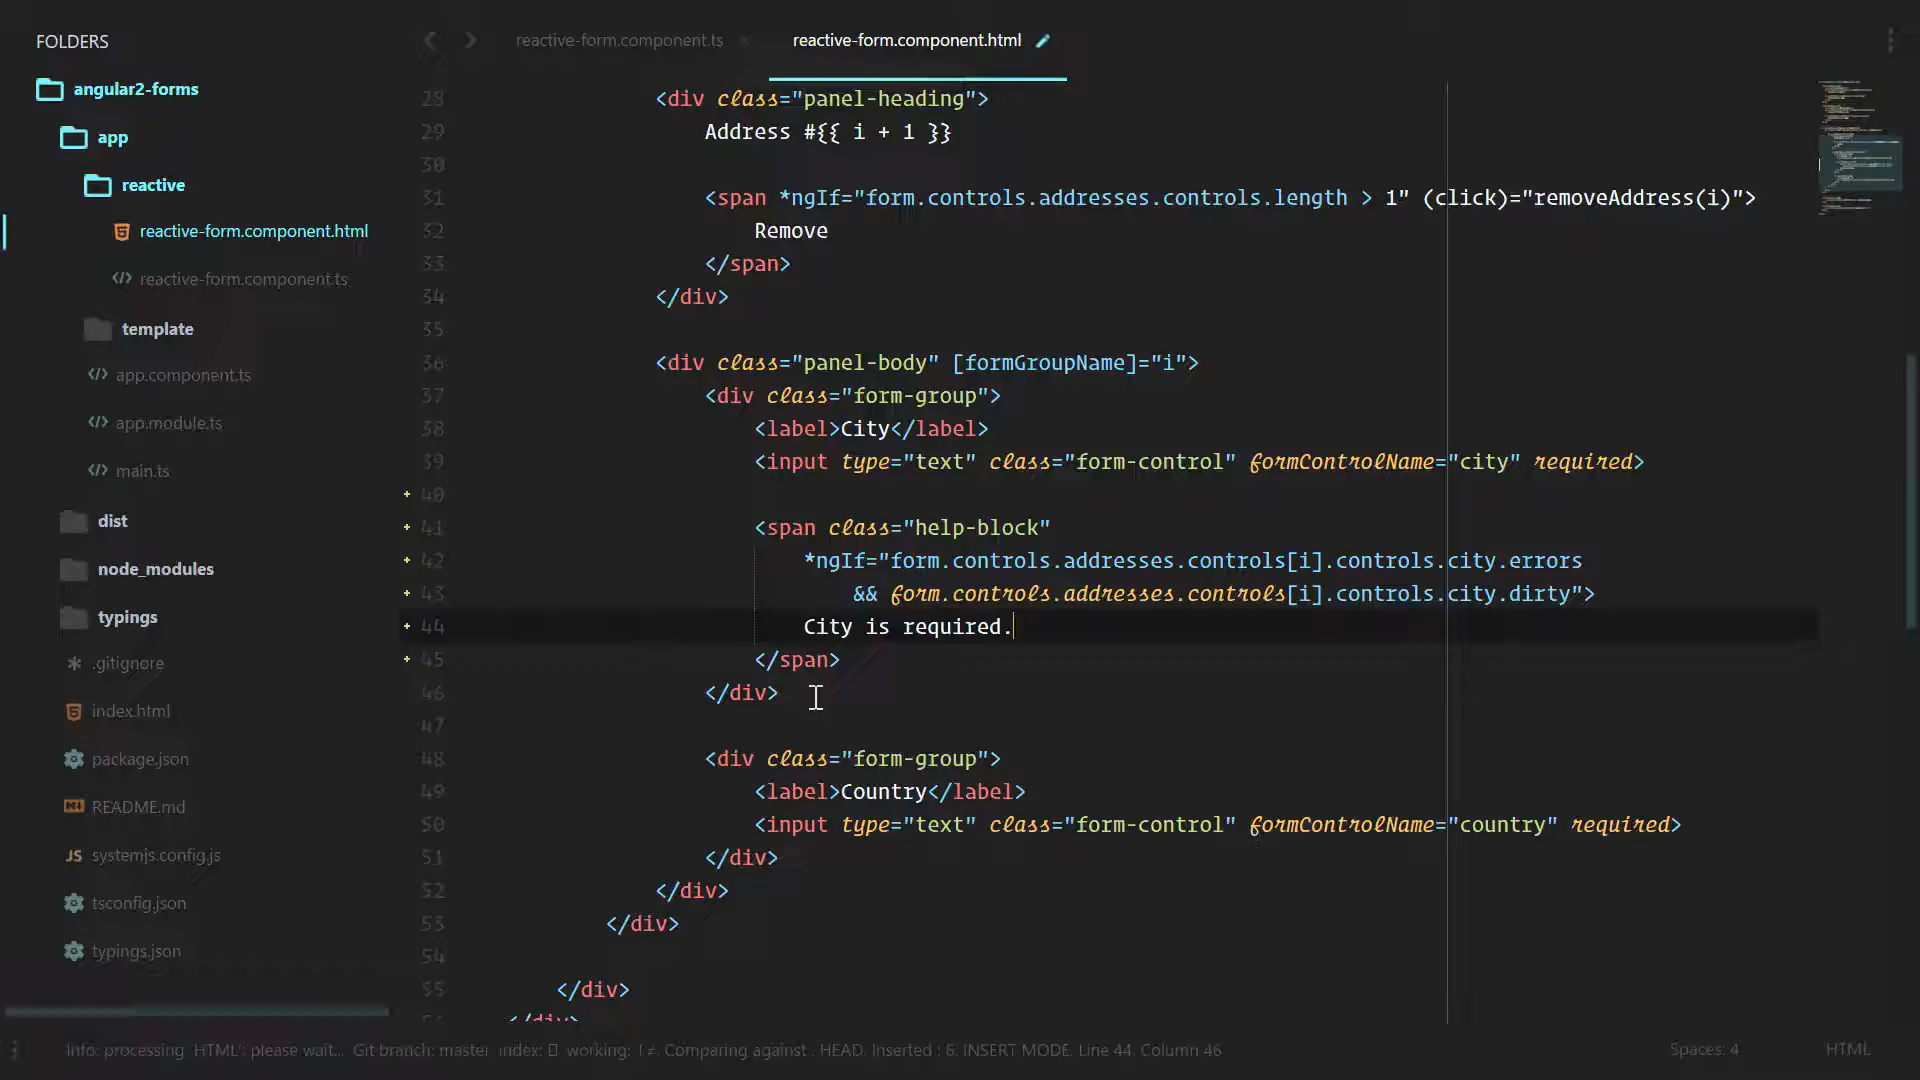 FOLDERS
angular2-forms
app
reactive
reactive-form.component.html
reactive-form.component.ts
template
app.component.ts
app.module.ts
main.ts
dist
node_modules
typings
.gitignore
index.html
package.json
README.md
JS systemjs.config.js
tsconfig.json
typings.json
reactive-form.component.ts ×
reactive-form.component.html
28 <div class="panel-heading">
29 Address #{{ i + 1 }}
30
31 <span *ngIf="form.controls.addresses.controls.length > 1" (click)="removeAddress(i)">
32 Remove
33 </span>
34 </div>
35
36 <div class="panel-body" [formGroupName]="i">
37 <div class="form-group">
38 <label>City</label>
39 <input type="text" class="form-control" formControlName="city" required>
+ 40
+ 41 <span class="help-block"
+ 42 *ngIf="form.controls.addresses.controls[i].controls.city.errors
+ 43 && form.controls.addresses.controls[i].controls.city.dirty">
+ 44 City is required.
+ 45 </span>
46 </div>
47
48 <div class="form-group">
49 <label>Country</label>
50 <input type="text" class="form-control" formControlName="country" required>
51 </div>
52 </div>
53 </div>
54
55 </div>
</div>
Info: processing `HTML`: please wait... Git branch: master index: working: 1≠, Comparing against . HEAD, Inserted : 6, INSERT MODE, Line 44, Column 46
Spaces: 4
HTML